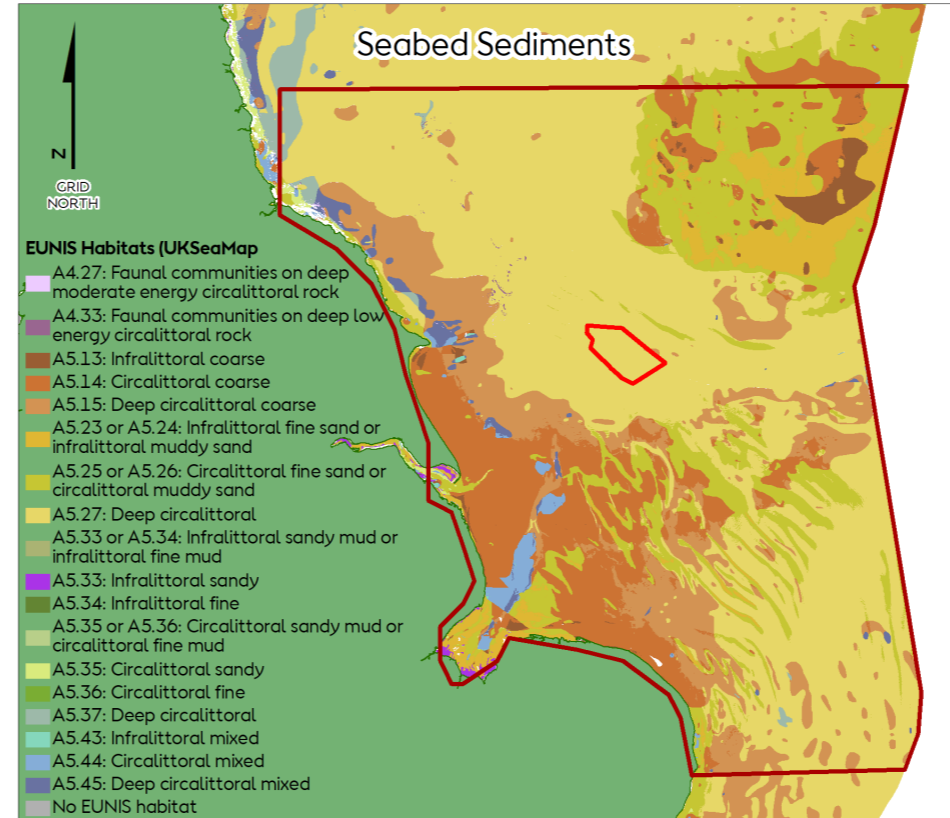 Seabed Sediments
N
GRID
NORTH
EUNIS Habitats (UKSeaMap
A4.27: Faunal communities on deep
moderate energy circalittoral rock
A4.33: Faunal communities on deep low
energy circalittoral rock
A5.13: Infralittoral coarse
A5.14: Circalittoral coarse
A5.15: Deep circalittoral coarse
A5.23 or A5.24: Infralittoral fine sand or
infralittoral muddy sand
A5.25 or A5.26: Circalittoral fine sand or
circalittoral muddy sand
A5.27: Deep circalittoral
A5.33 or A5.34: Infralittoral sandy mud or
infralittoral fine mud
A5.33: Infralittoral sandy
A5.34: Infralittoral fine
A5.35 or A5.36: Circalittoral sandy mud or
circalittoral fine mud
A5.35: Circalittoral sandy
A5.36: Circalittoral fine
A5.37: Deep circalittoral
A5.43: Infralittoral mixed
A5.44: Circalittoral mixed
A5.45: Deep circalittoral mixed
No EUNIS habitat